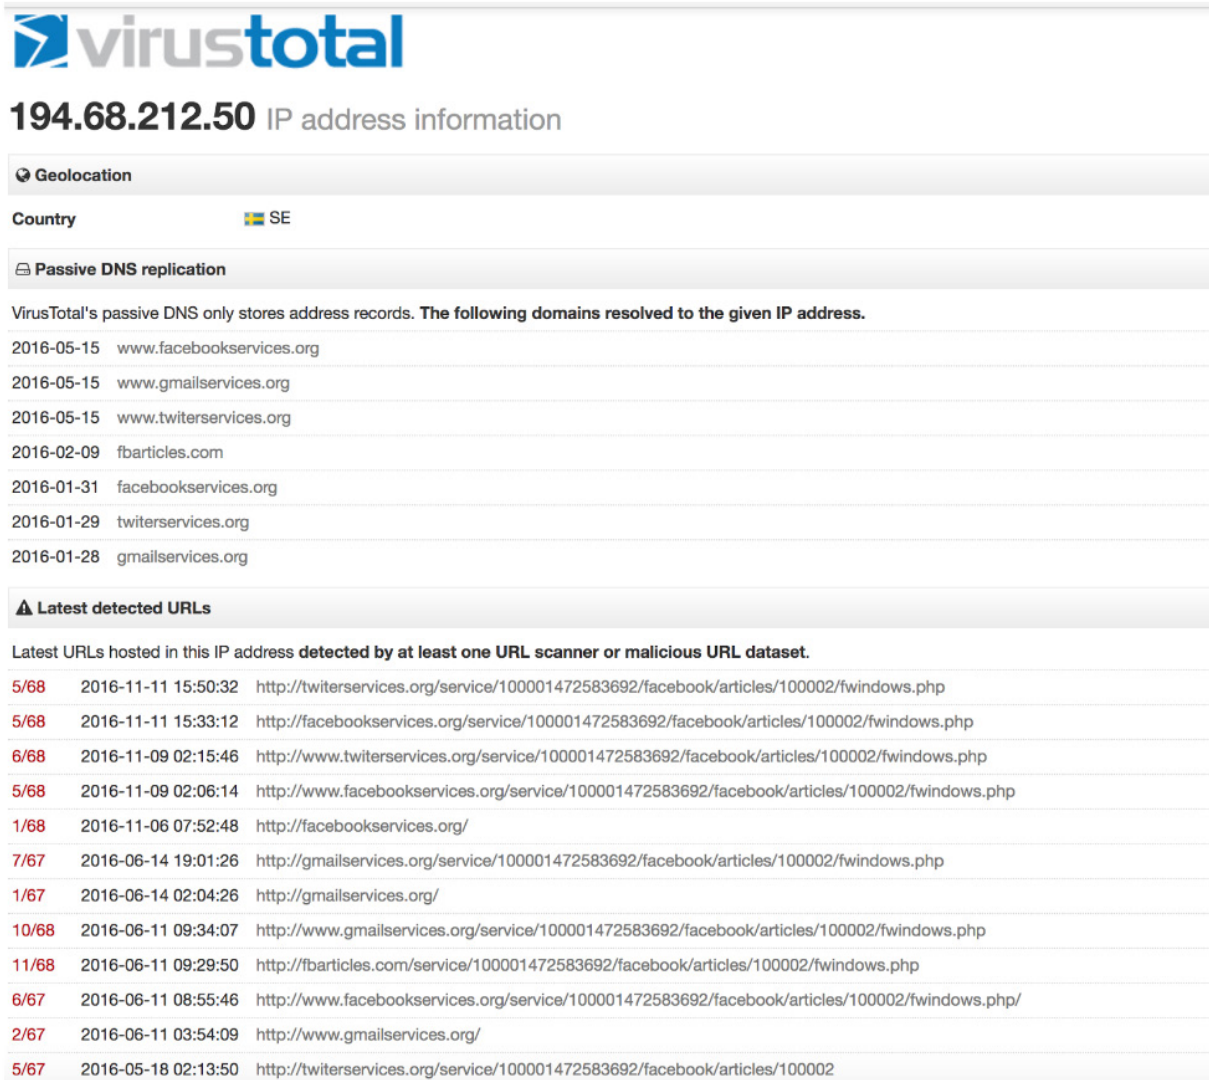 virustotal
194.68.212.50 IP address information
Geolocation
Country SE
Passive DNS replication
VirusTotal's passive DNS only stores address records. The following domains resolved to the given IP address.
2016-05-15 www.facebookservices.org
2016-05-15 www.gmailservices.org
2016-05-15 www.twiterservices.org
2016-02-09 fbarticles.com
2016-01-31 facebookservices.org
2016-01-29 twiterservices.org
2016-01-28 gmailservices.org
Latest detected URLs
Latest URLs hosted in this IP address detected by at least one URL scanner or malicious URL dataset.
5/68 2016-11-11 15:50:32 http://twiterservices.org/service/100001472583692/facebook/articles/100002/fwindows.php
5/68 2016-11-11 15:33:12 http://facebookservices.org/service/100001472583692/facebook/articles/100002/fwindows.php
6/68 2016-11-09 02:15:46 http://www.twiterservices.org/service/100001472583692/facebook/articles/100002/fwindows.php
5/68 2016-11-09 02:06:14 http://www.facebookservices.org/service/100001472583692/facebook/articles/100002/fwindows.php
1/68 2016-11-06 07:52:48 http://facebookservices.org/
7/67 2016-06-14 19:01:26 http://gmailservices.org/service/100001472583692/facebook/articles/100002/fwindows.php
1/67 2016-06-14 02:04:26 http://gmailservices.org/
10/68 2016-06-11 09:34:07 http://www.gmailservices.org/service/100001472583692/facebook/articles/100002/fwindows.php
11/68 2016-06-11 09:29:50 http://fbarticles.com/service/100001472583692/facebook/articles/100002/fwindows.php
6/67 2016-06-11 08:55:46 http://www.facebookservices.org/service/100001472583692/facebook/articles/100002/fwindows.php/
2/67 2016-06-11 03:54:09 http://www.gmailservices.org/
5/67 2016-05-18 02:13:50 http://twiterservices.org/service/100001472583692/facebook/articles/100002